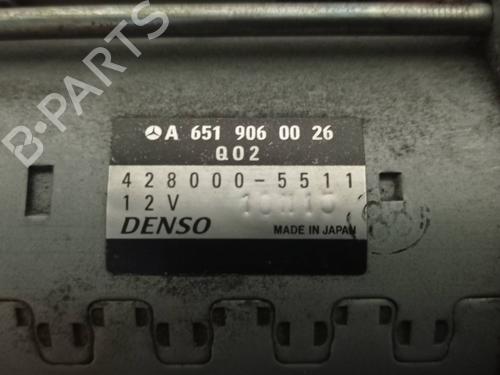 B-PARTS
A 651 906 00 26
Q02
428000-5511
12V
DENSO
MADE IN JAPAN